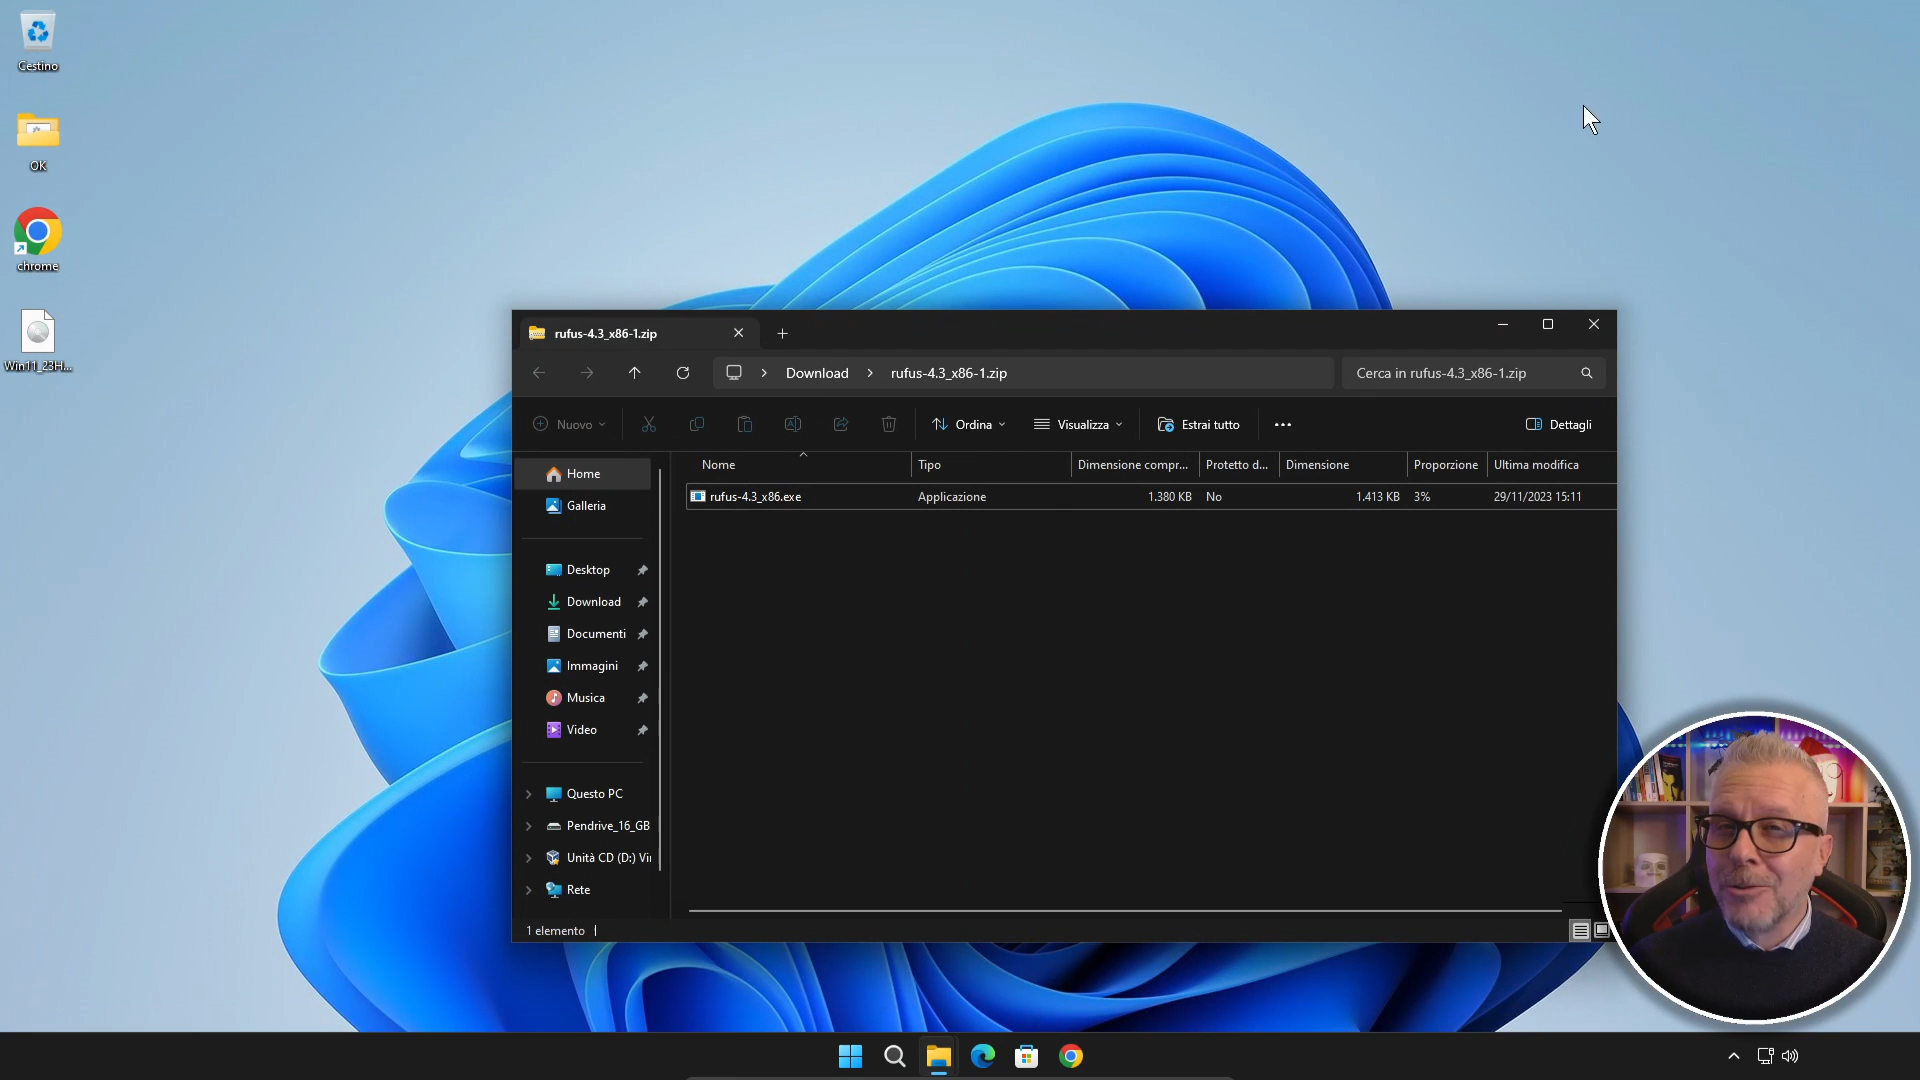 Cestino
OK
chrome
Win11_23H...
rufus-4.3_x86-1.zip
Download
rufus-4.3_x86-1.zip
Cerca in rufus-4.3_x86-1.zip
Nuovo
Ordina
Visualizza
Estrai tutto
Dettagli
Nome
Tipo
Dimensione compr...
Protetto d...
Dimensione
Proporzione
Ultima modifica
rufus-4.3_x86.exe
Applicazione
1.380 KB
No
1.413 KB
3%
29/11/2023 15:11
Home
Galleria
Desktop
Download
Documenti
Immagini
Musica
Video
Questo PC
Pendrive_16_GB
Unità CD (D:) Vi
Rete
1 elemento